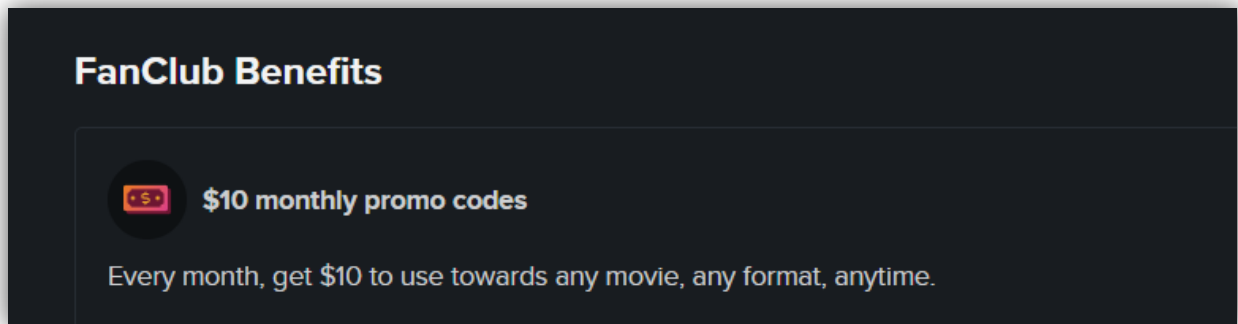 FanClub Benefits
$10 monthly promo codes
Every month, get $10 to use towards any movie, any format, anytime.